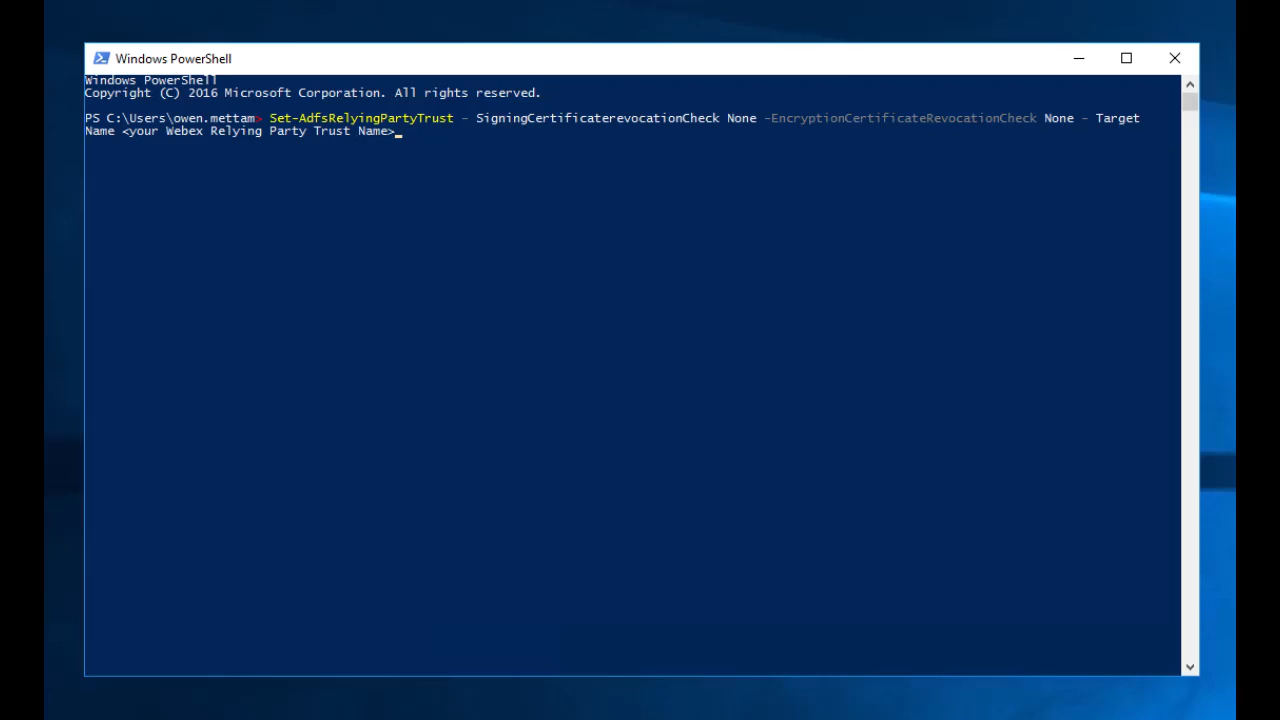 Windows PowerShell
Windows PowerShell
Copyright (C) 2016 Microsoft Corporation. All rights reserved.
PS C:\Users\owen.mettam> Set-AdfsRelyingPartyTrust - SigningCertificaterevocationCheck None -EncryptionCertificateRevocationCheck None - Target
Name <your Webex Relying Party Trust Name>